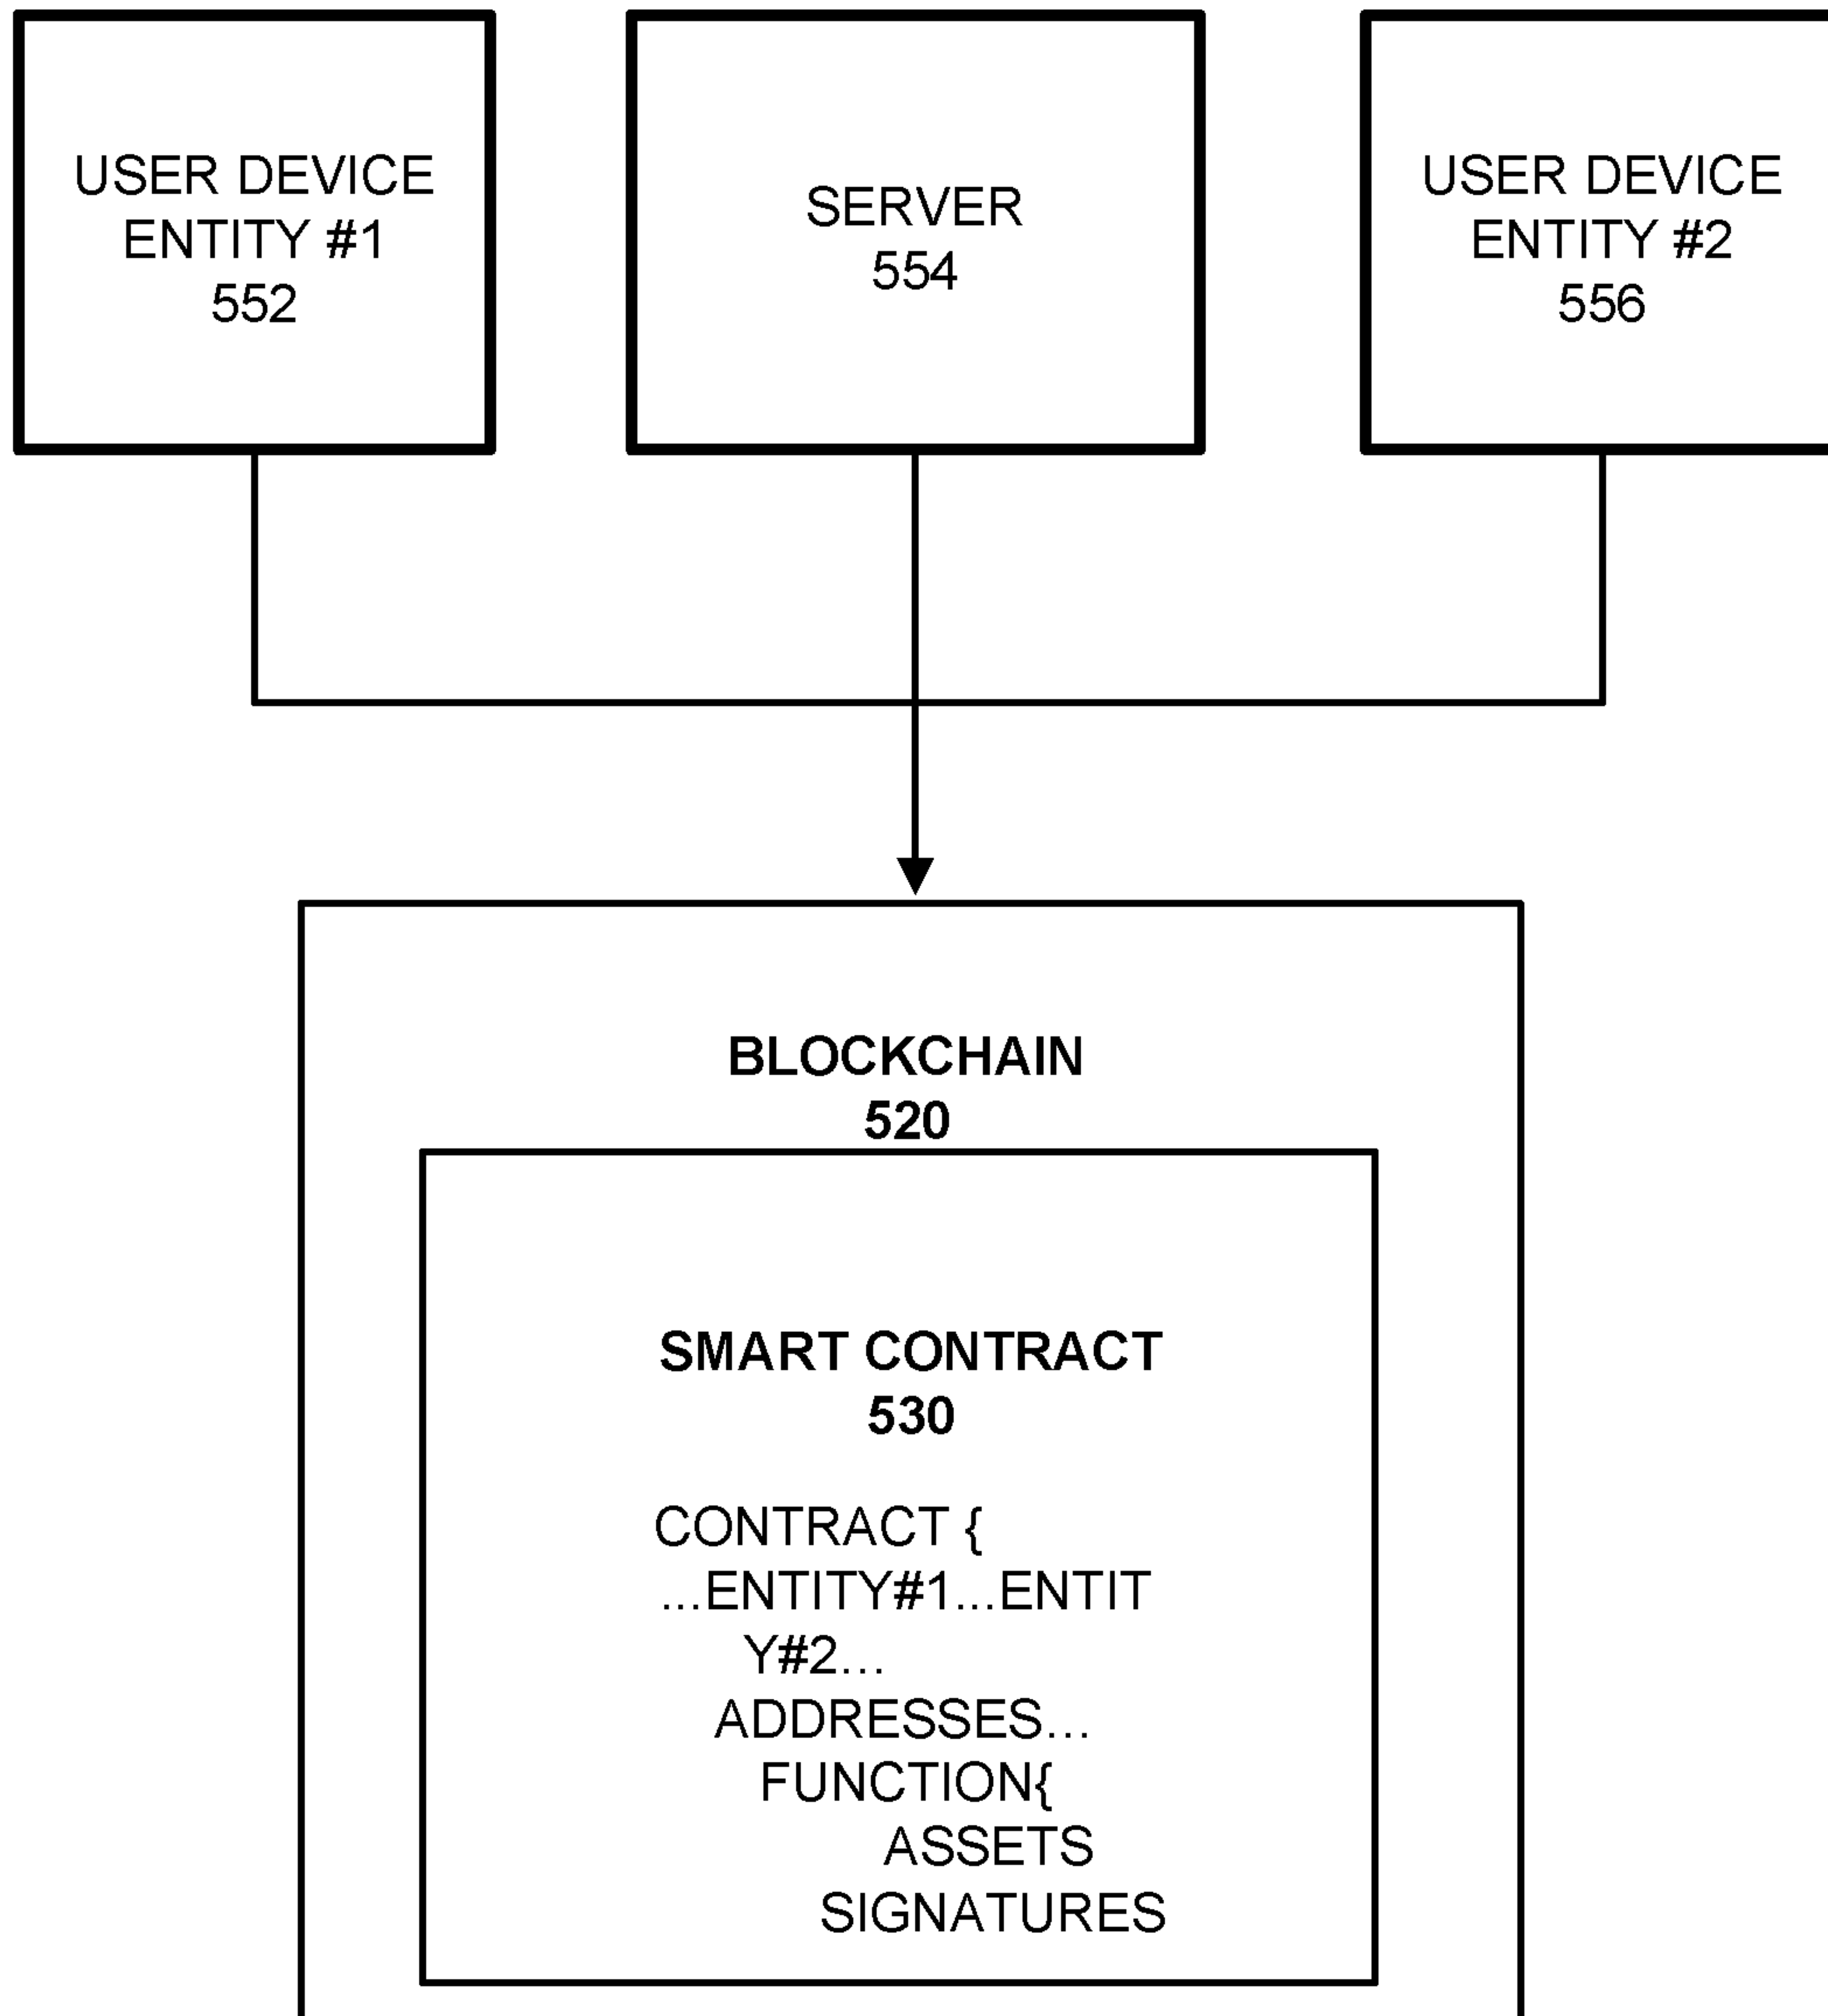 USER DEVICE
ENTITY #1
552
SERVER
554
USER DEVICE
ENTITY #2
556
BLOCKCHAIN
520
SMART CONTRACT
530
CONTRACT {
...ENTITY#1...ENTIT
Y#2...
ADDRESSES...
FUNCTION{
ASSETS
SIGNATURES